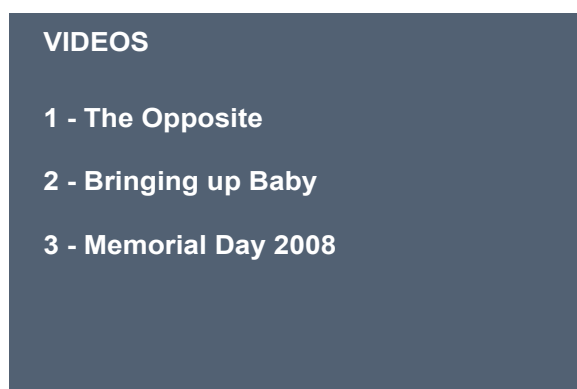 VIDEOS
1 - The Opposite
2 - Bringing up Baby
3 - Memorial Day 2008